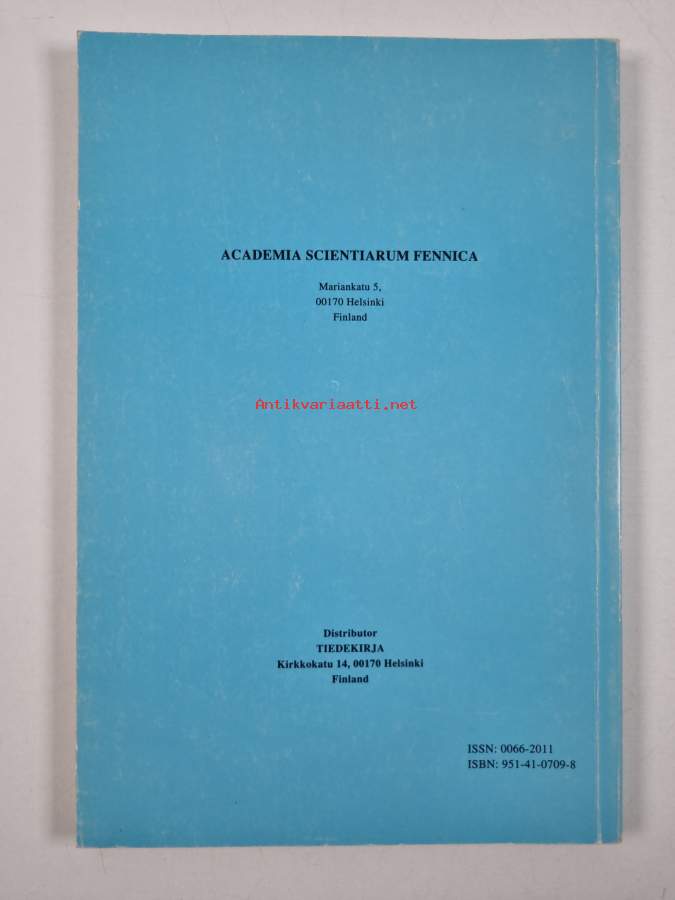 ACADEMIA SCIENTIARUM FENNICA
Mariankatu 5,
00170 Helsinki
Finland
Antikvariaatti.net
Distributor
TIEDEKIRJA
Kirkkokatu 14, 00170 Helsinki
Finland
ISSN: 0066-2011
ISBN: 951-41-0709-8